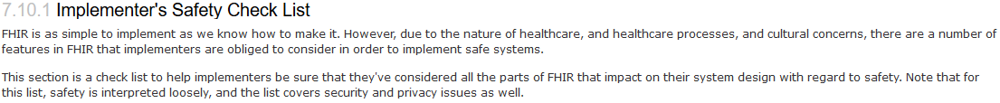 7.10.1 Implementer's Safety Check List
FHIR is as simple to implement as we know how to make it. However, due to the nature of healthcare, and healthcare processes, and cultural concerns, there are a number of
features in FHIR that implementers are obliged to consider in order to implement safe systems.
This section is a check list to help implementers be sure that they've considered all the parts of FHIR that impact on their system design with regard to safety. Note that for
this list, safety is interpreted loosely, and the list covers security and privacy issues as well.